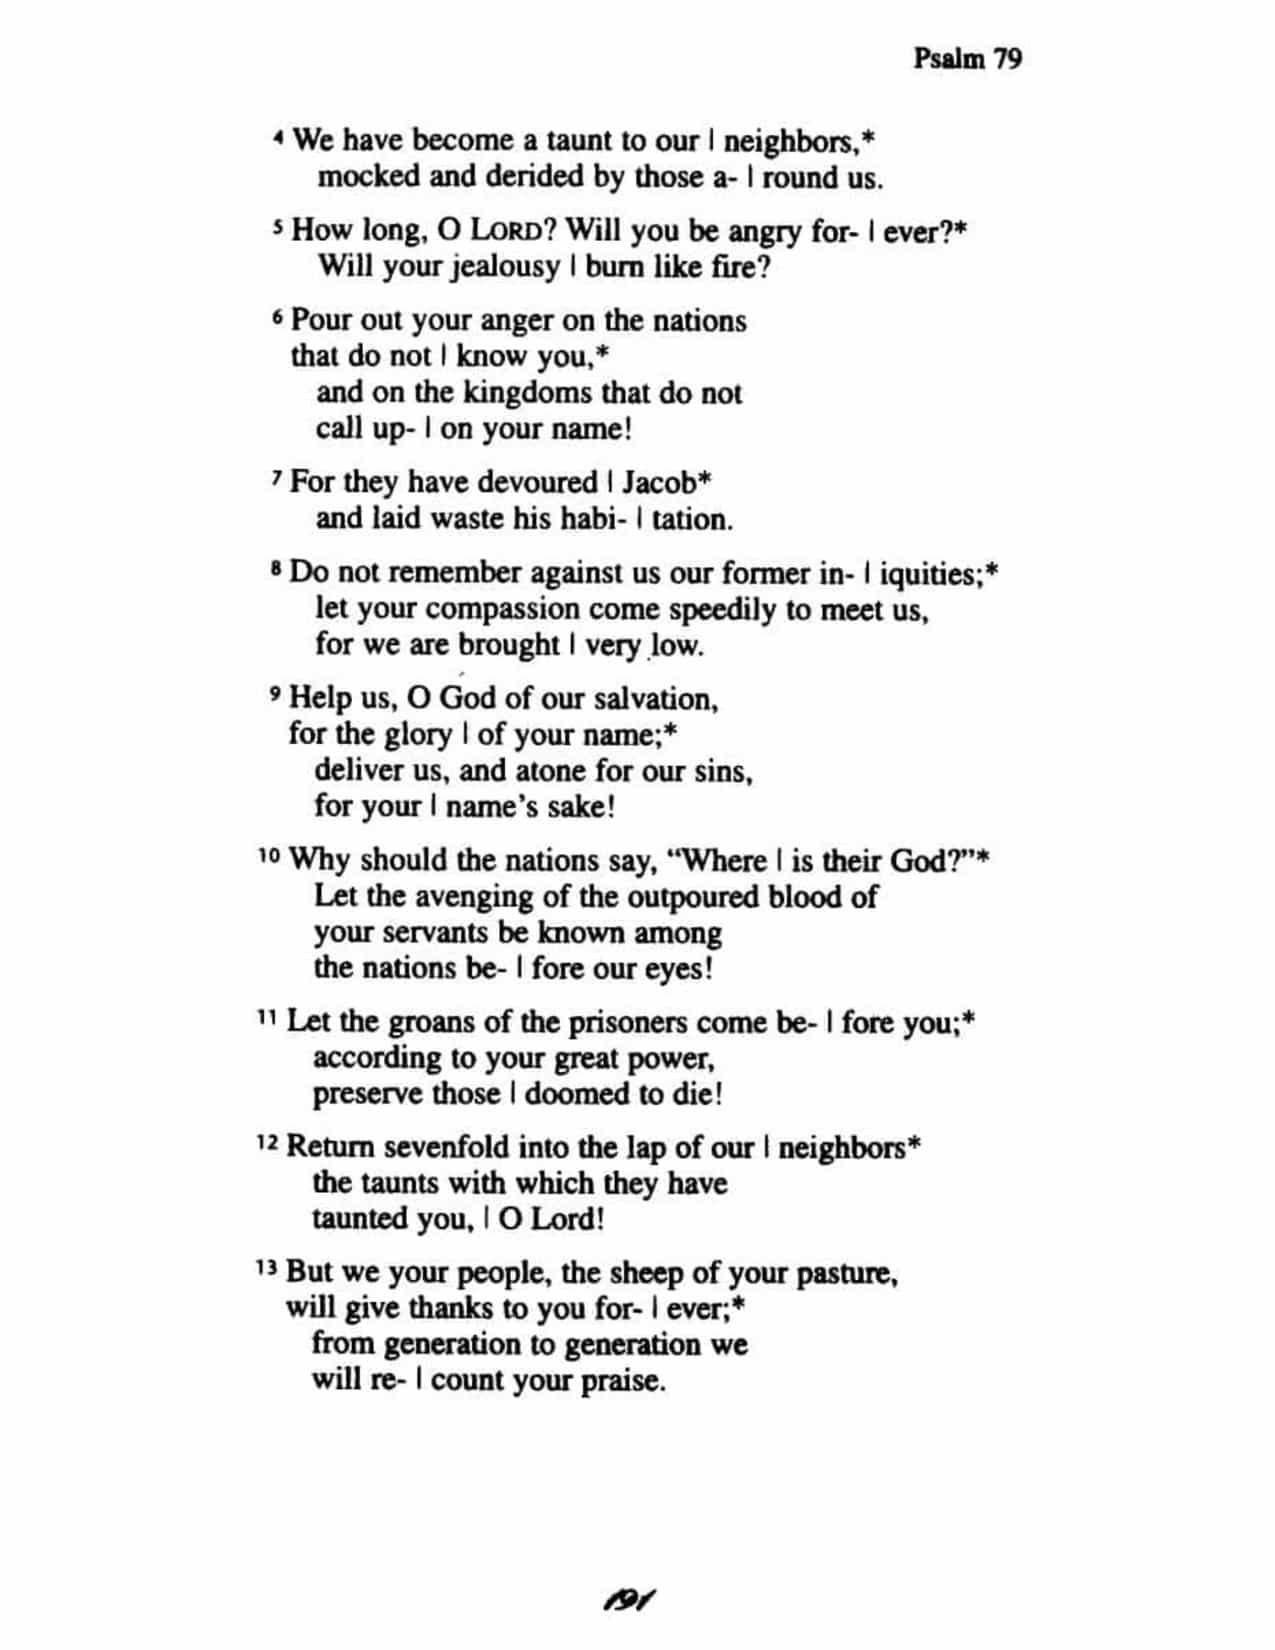 Psalm 79
4 We have become a taunt to our | neighbors,*
mocked and derided by those a- | round us.
5 How long, O LORD? Will you be angry for- | ever?*
Will your jealousy | burn like fire?
6 Pour out your anger on the nations
that do not | know you,*
and on the kingdoms that do not
call up- | on your name!
7 For they have devoured | Jacob*
and laid waste his habi- | tation.
8 Do not remember against us our former in- | iquities;*
let your compassion come speedily to meet us,
for we are brought | very low.
9 Help us, O God of our salvation,
for the glory | of your name;*
deliver us, and atone for our sins,
for your | name's sake!
10 Why should the nations say, “Where | is their God?”*
Let the avenging of the outpoured blood of
your servants be known among
the nations be- | fore our eyes!
11 Let the groans of the prisoners come be- | fore you;*
according to your great power,
preserve those | doomed to die!
12 Return sevenfold into the lap of our | neighbors*
the taunts with which they have
taunted you, | O Lord!
13 But we your people, the sheep of your pasture,
will give thanks to you for- | ever;*
from generation to generation we
will re- | count your praise.
191